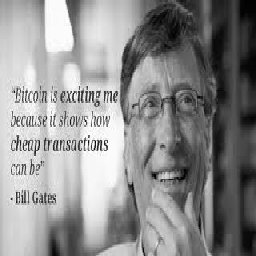 “Bitcoin is exciting me
because it shows how
cheap transactions
can be”
- Bill Gates